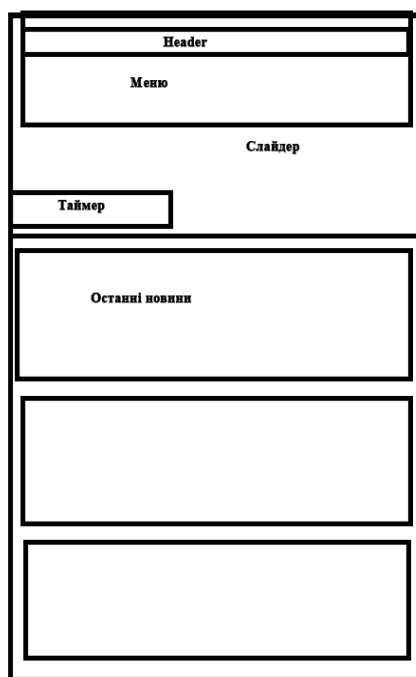 Header
Меню
Слайдер
Таймер
Останні новини